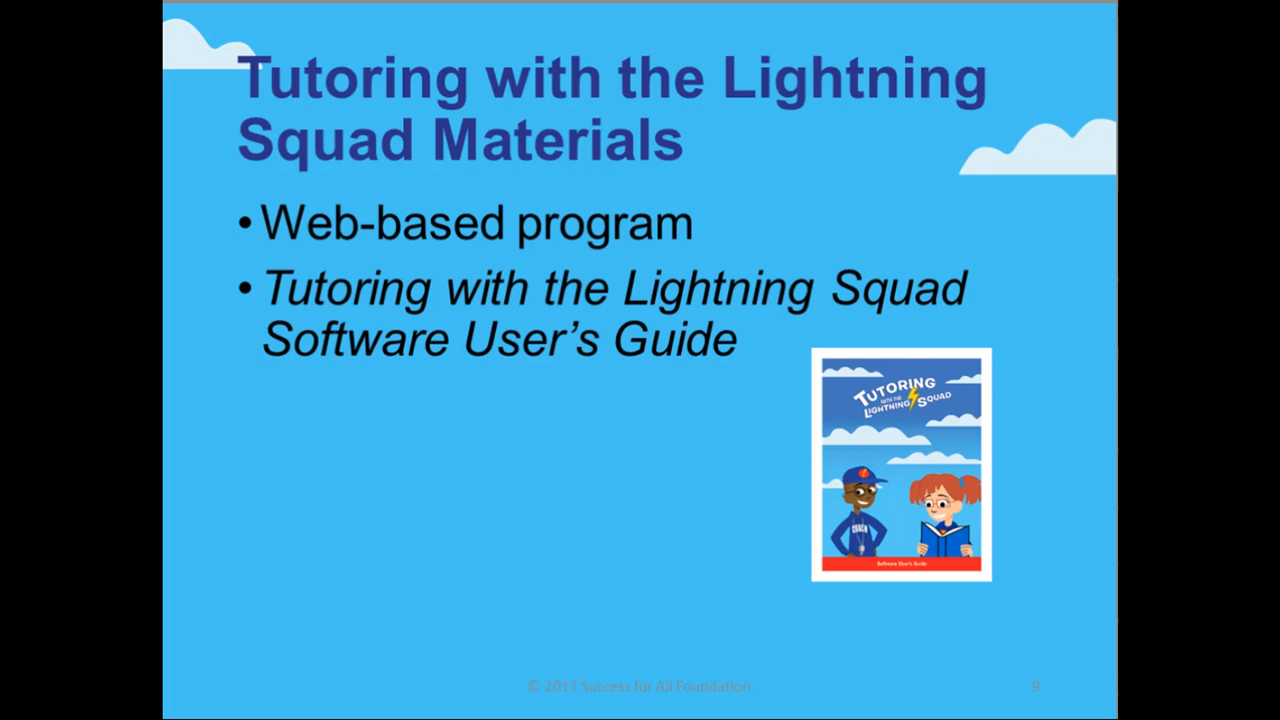 Tutoring with the Lightning
Squad Materials
• Web-based program
• Tutoring with the Lightning Squad
Software User’s Guide
TUTORING
WITH THE
LIGHTNING SQUAD
COACH
Software User's Guide
© 2017 Success for All Foundation
9